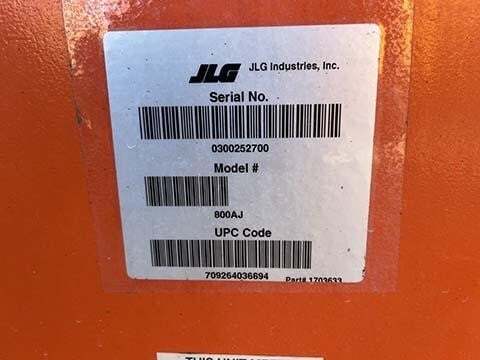 JLG JLG Industries, Inc.
Serial No.
0300252700
Model #
800AJ
UPC Code
709264036694
Part# 1703633